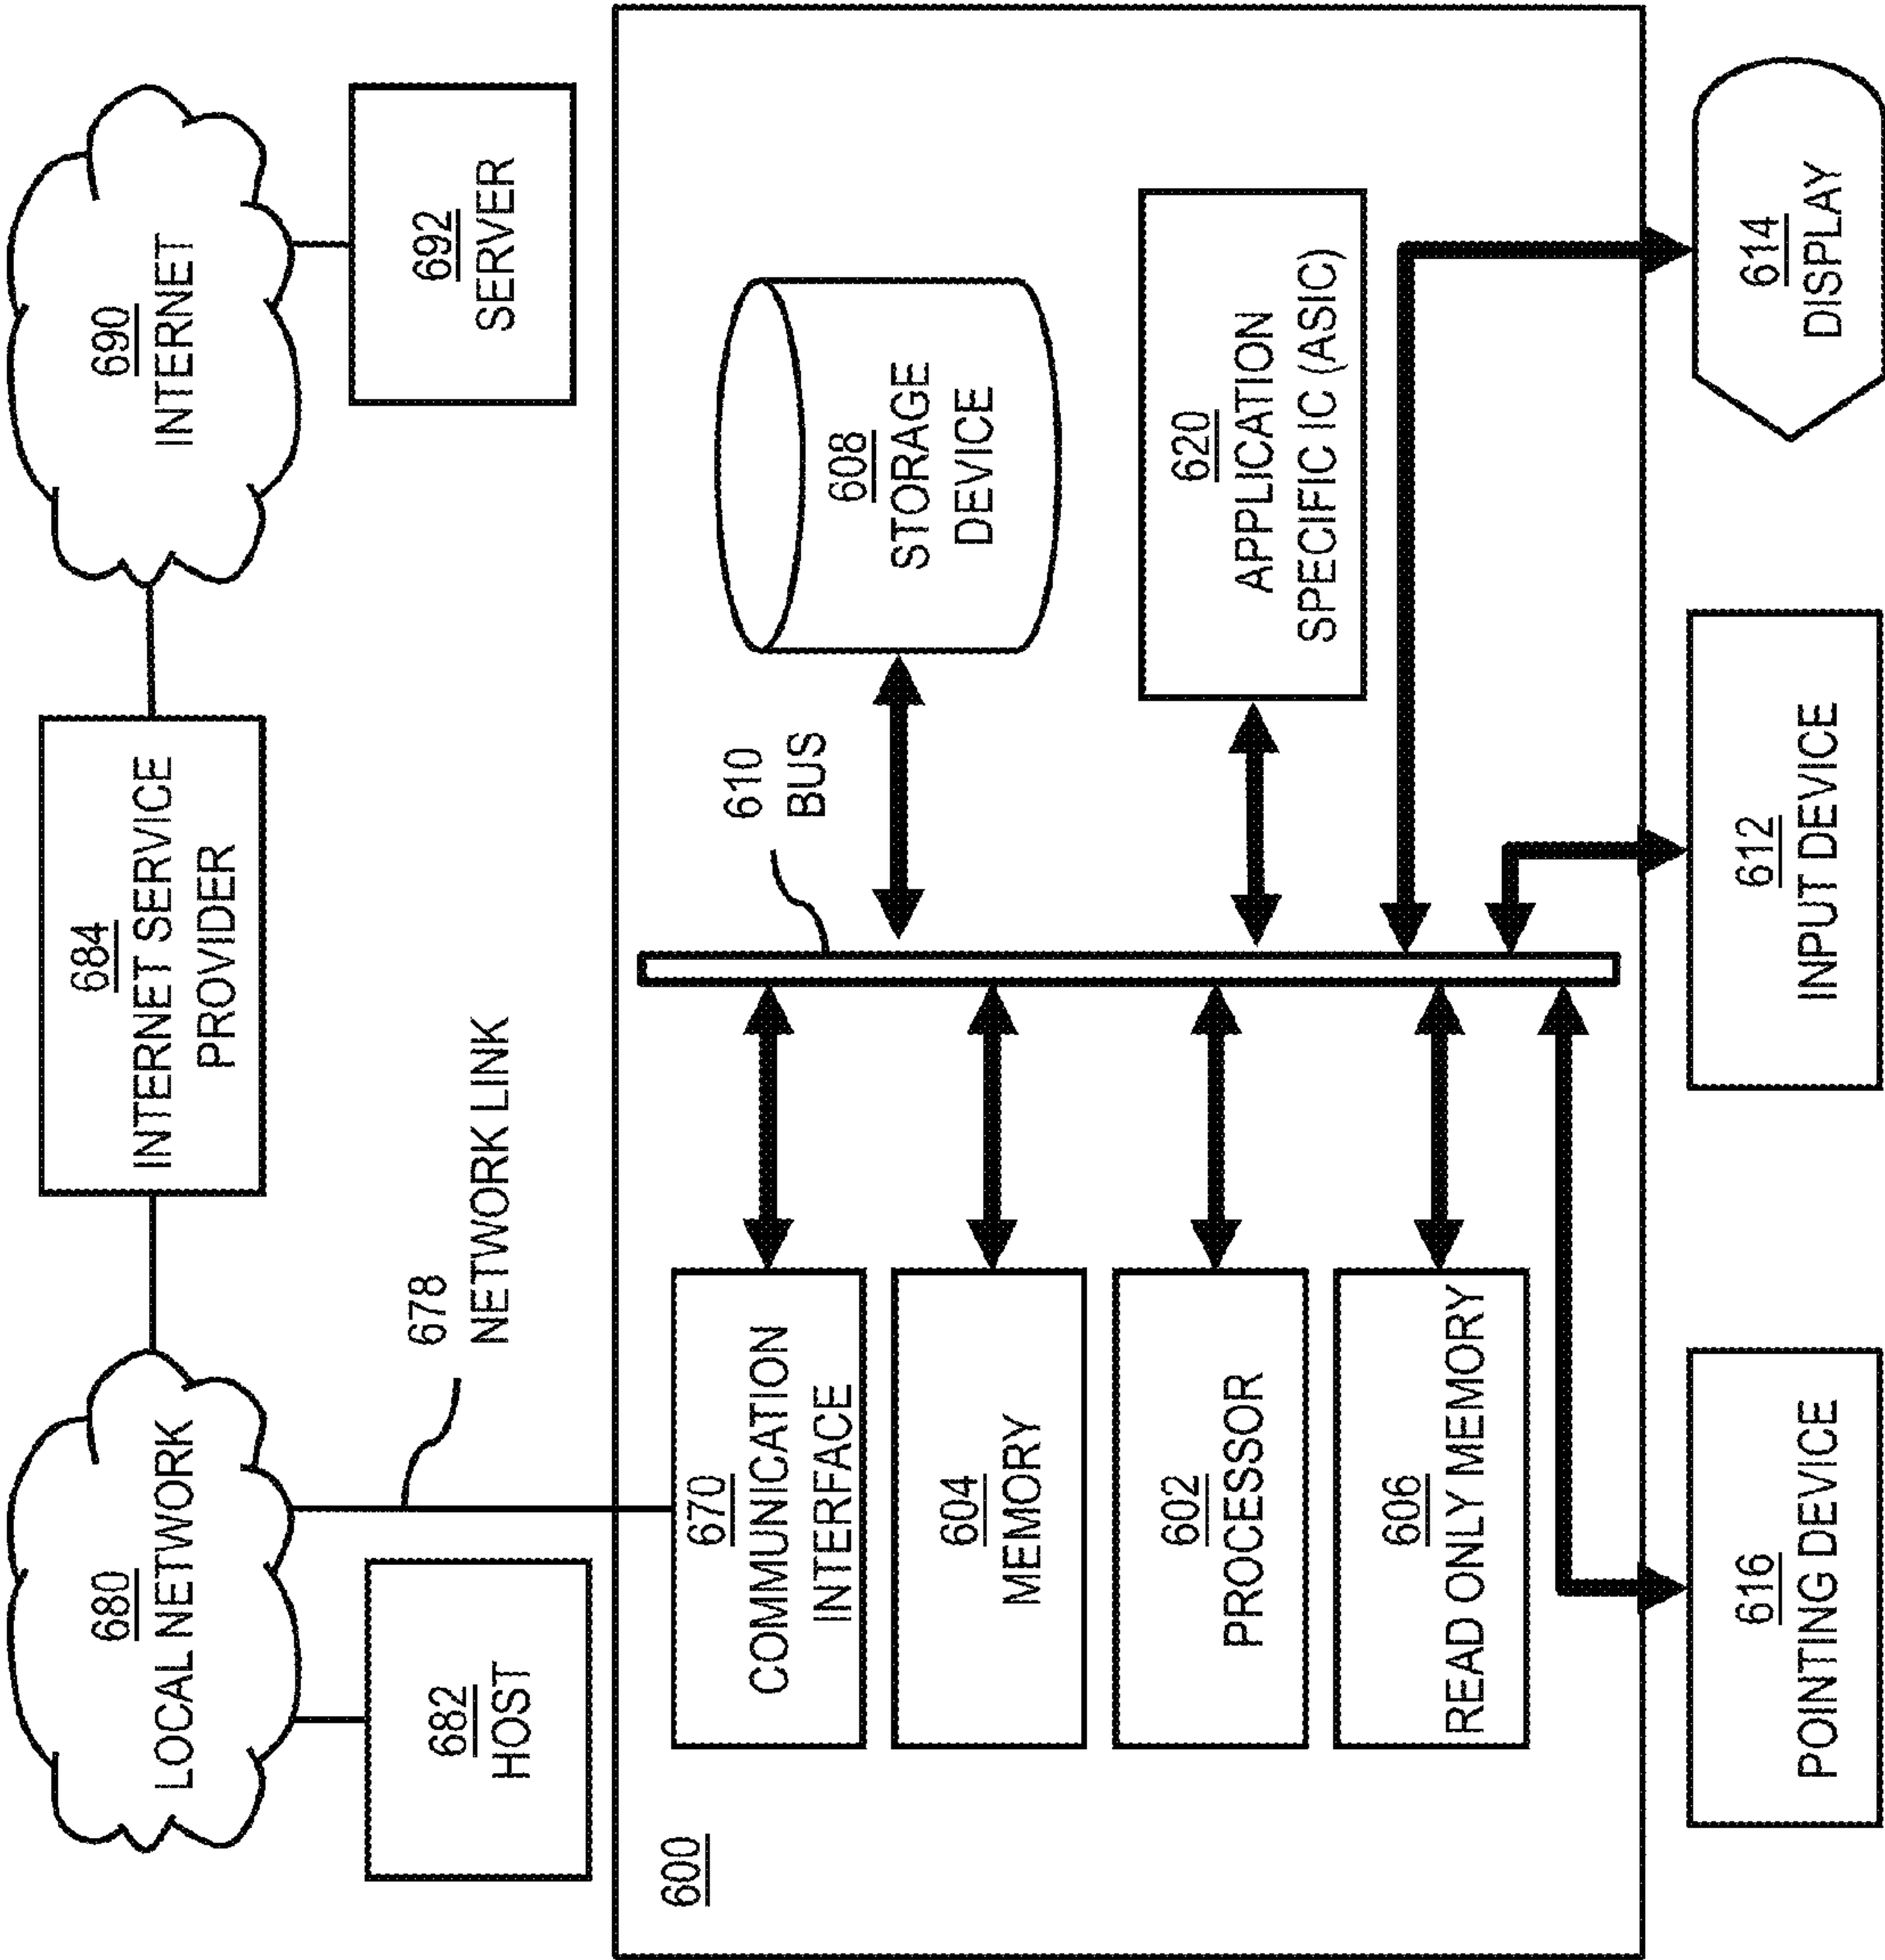 680
LOCAL NETWORK
684
INTERNET SERVICE
PROVIDER
690
INTERNET
682
HOST
678
NETWORK LINK
692
SERVER
600
670
COMMUNICATION
INTERFACE
604
MEMORY
602
PROCESSOR
606
READ ONLY MEMORY
610
BUS
608
STORAGE
DEVICE
620
APPLICATION
SPECIFIC IC (ASIC)
616
POINTING DEVICE
612
INPUT DEVICE
614
DISPLAY